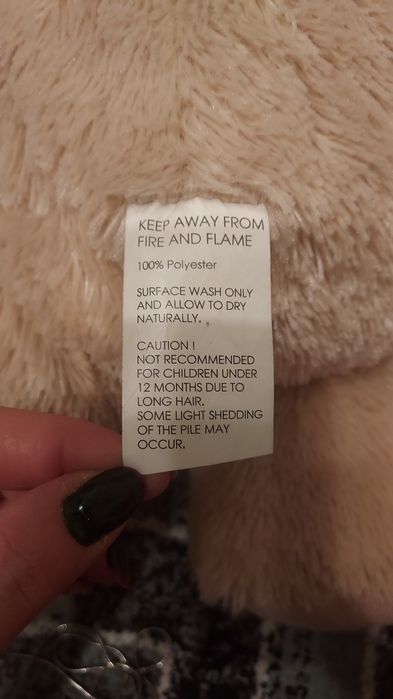 KEEP AWAY FROM
FIRE AND FLAME
100% Polyester
SURFACE WASH ONLY
AND ALLOW TO DRY
NATURALLY.
CAUTION !
NOT RECOMMENDED
FOR CHILDREN UNDER
12 MONTHS DUE TO
LONG HAIR.
SOME LIGHT SHEDDING
OF THE PILE MAY
OCCUR.